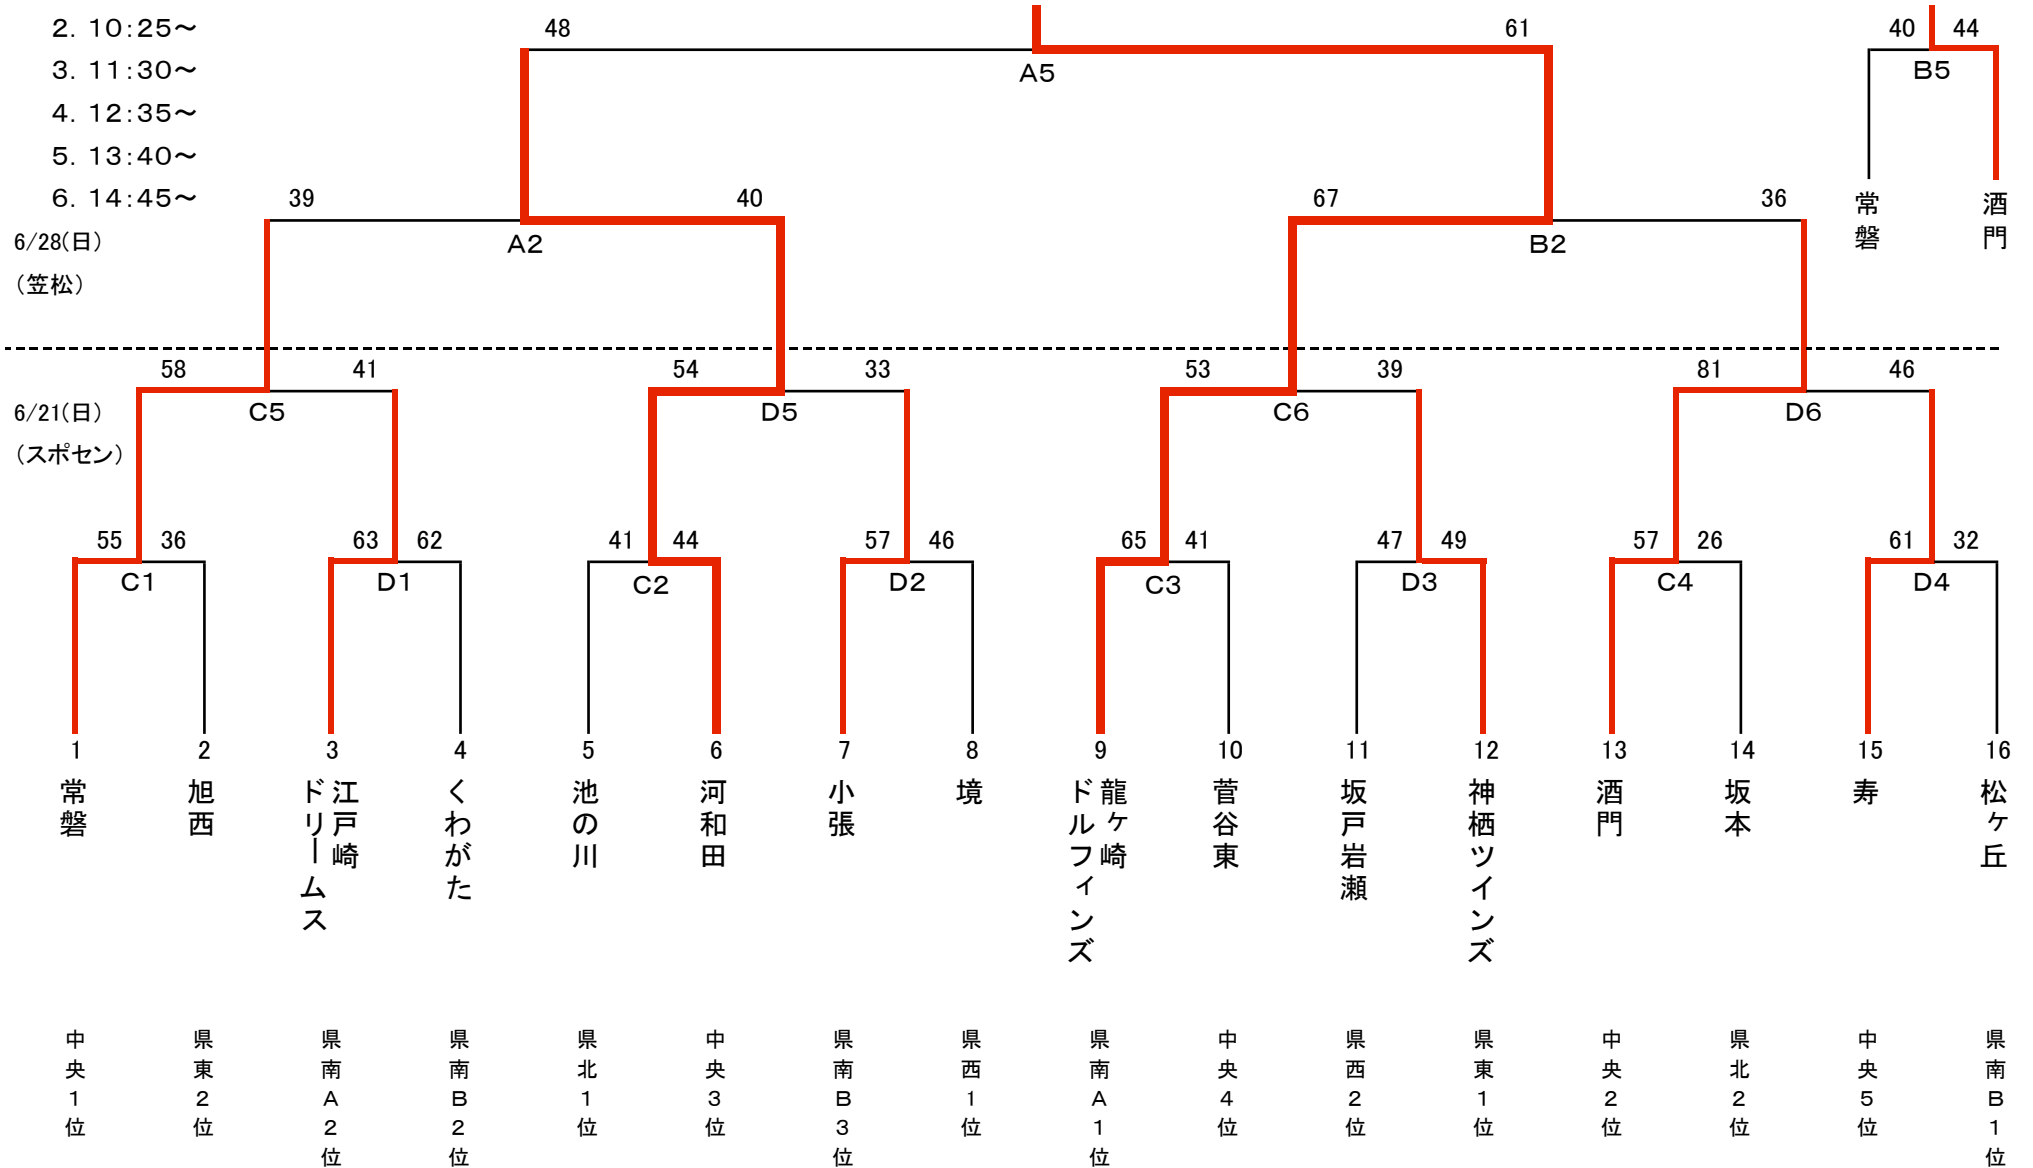 2. 10:25～
48
61
40
44
3. 11:30～
A5
B5
4. 12:35～
5. 13:40～
6. 14:45～
39
40
67
36
常磐
酒門
6/28(日)
A2
B2
(笠松)
58
41
54
33
53
39
81
46
6/21(日)
C5
D5
C6
D6
(スポセン)
55
36
63
62
41
44
57
46
65
41
47
49
57
26
61
32
C1
D1
C2
D2
C3
D3
C4
D4
1
2
3
4
5
6
7
8
9
10
11
12
13
14
15
16
常磐
旭西
江戸崎
ドリームス
くわがた
池の川
河和田
小張
境
龍ヶ崎
ドルフィンズ
菅谷東
坂戸岩瀬
神栖ツインズ
酒門
坂本
寿
松ヶ丘
中央1位
県東2位
県南A2位
県南B2位
県北1位
中央3位
県南B3位
県西1位
県南A1位
中央4位
県西2位
県東1位
中央2位
県北2位
中央5位
県南B1位